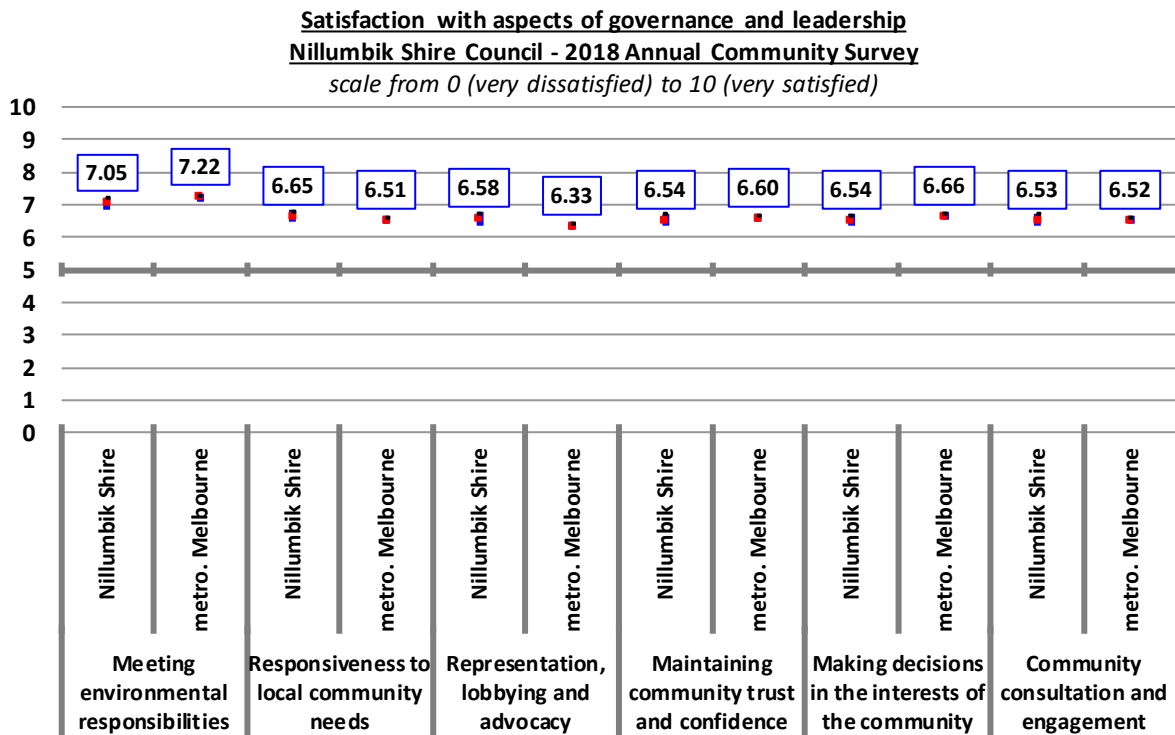 Satisfaction with aspects of governance and leadership
Nillumbik Shire Council - 2018 Annual Community Survey
scale from 0 (very dissatisfied) to 10 (very satisfied)
10
9
8
7
6
5
4
3
2
1
0
7.05
7.22
6.65
6.51
6.58
6.33
6.54
6.60
6.54
6.66
6.53
6.52
Nillumbik Shire
metro. Melbourne
Nillumbik Shire
metro. Melbourne
Nillumbik Shire
metro. Melbourne
Nillumbik Shire
metro. Melbourne
Nillumbik Shire
metro. Melbourne
Nillumbik Shire
metro. Melbourne
Meeting
environmental
responsibilities
Responsiveness to
local community
needs
Representation,
lobbying and
advocacy
Maintaining
community trust
and confidence
Making decisions
in the interests of
the community
Community
consultation and
engagement